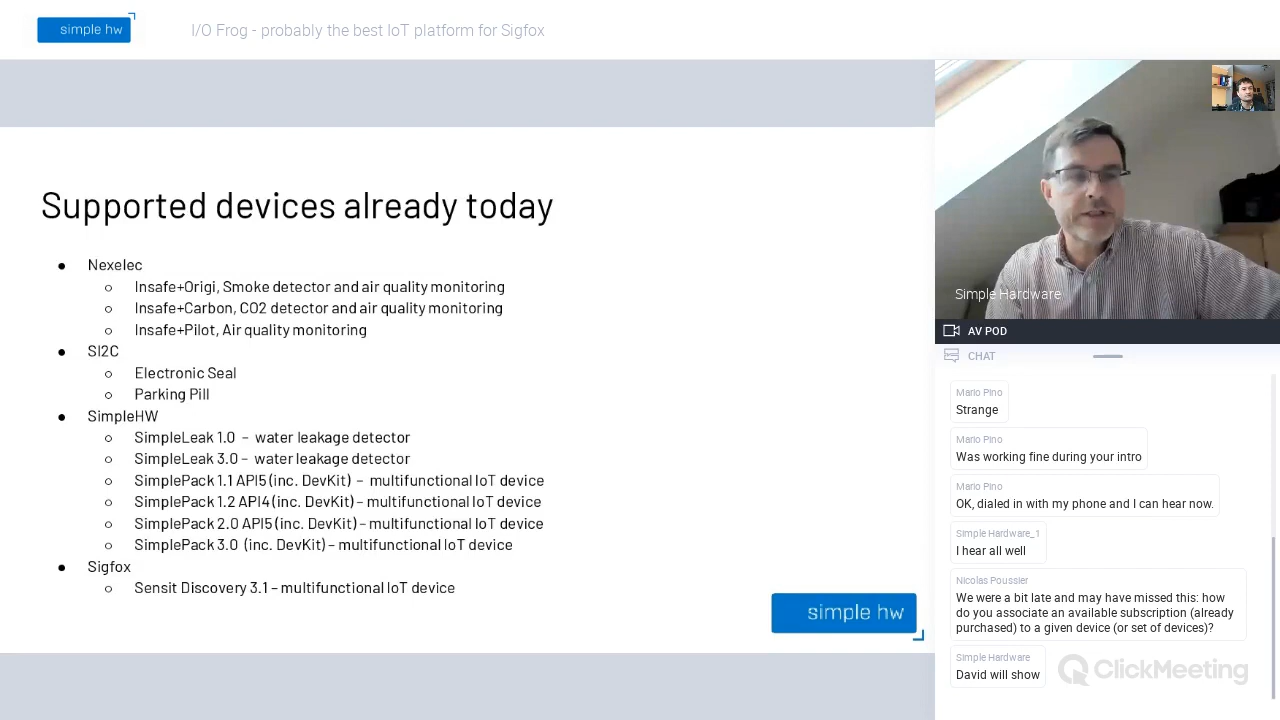 simple hw
I/O Frog - probably the best IoT platform for Sigfox
Supported devices already today
● Nexelec
○ Insafe+Origi, Smoke detector and air quality monitoring
○ Insafe+Carbon, CO2 detector and air quality monitoring
○ Insafe+Pilot, Air quality monitoring
● SI2C
○ Electronic Seal
○ Parking Pill
● SimpleHW
○ SimpleLeak 1.0 – water leakage detector
○ SimpleLeak 3.0 – water leakage detector
○ SimplePack 1.1 API5 (inc. DevKit) – multifunctional IoT device
○ SimplePack 1.2 API4 (inc. DevKit) – multifunctional IoT device
○ SimplePack 2.0 API5 (inc. DevKit) – multifunctional IoT device
○ SimplePack 3.0 (inc. DevKit) – multifunctional IoT device
● Sigfox
○ Sensit Discovery 3.1 – multifunctional IoT device
simple hw
Simple Hardware
AV POD
CHAT
Mario Pino
Strange
Mario Pino
Was working fine during your intro
Mario Pino
OK, dialed in with my phone and I can hear now.
Simple Hardware_1
I hear all well
Nicolas Poussier
We were a bit late and may have missed this: how
do you associate an available subscription (already
purchased) to a given device (or set of devices)?
Simple Hardware
David will show
ClickMeeting